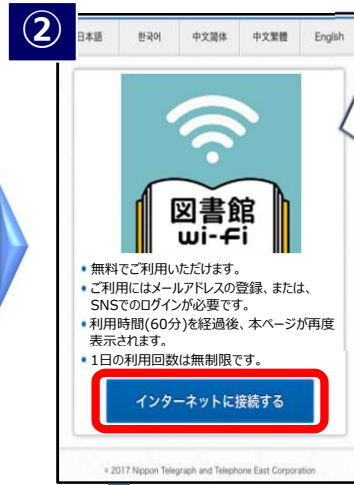 ②
日本語 한국어 中文简体 中文繁體 English
図書館
wi-fi
• 無料でご利用いただけます。
• ご利用にはメールアドレスの登録、または、
SNSでのログインが必要です。
• 利用時間(60分)を経過後、本ページが再度
表示されます。
• 1日の利用回数は無制限です。
インターネットに接続する
© 2017 Nippon Telegraph and Telephone East Corporation